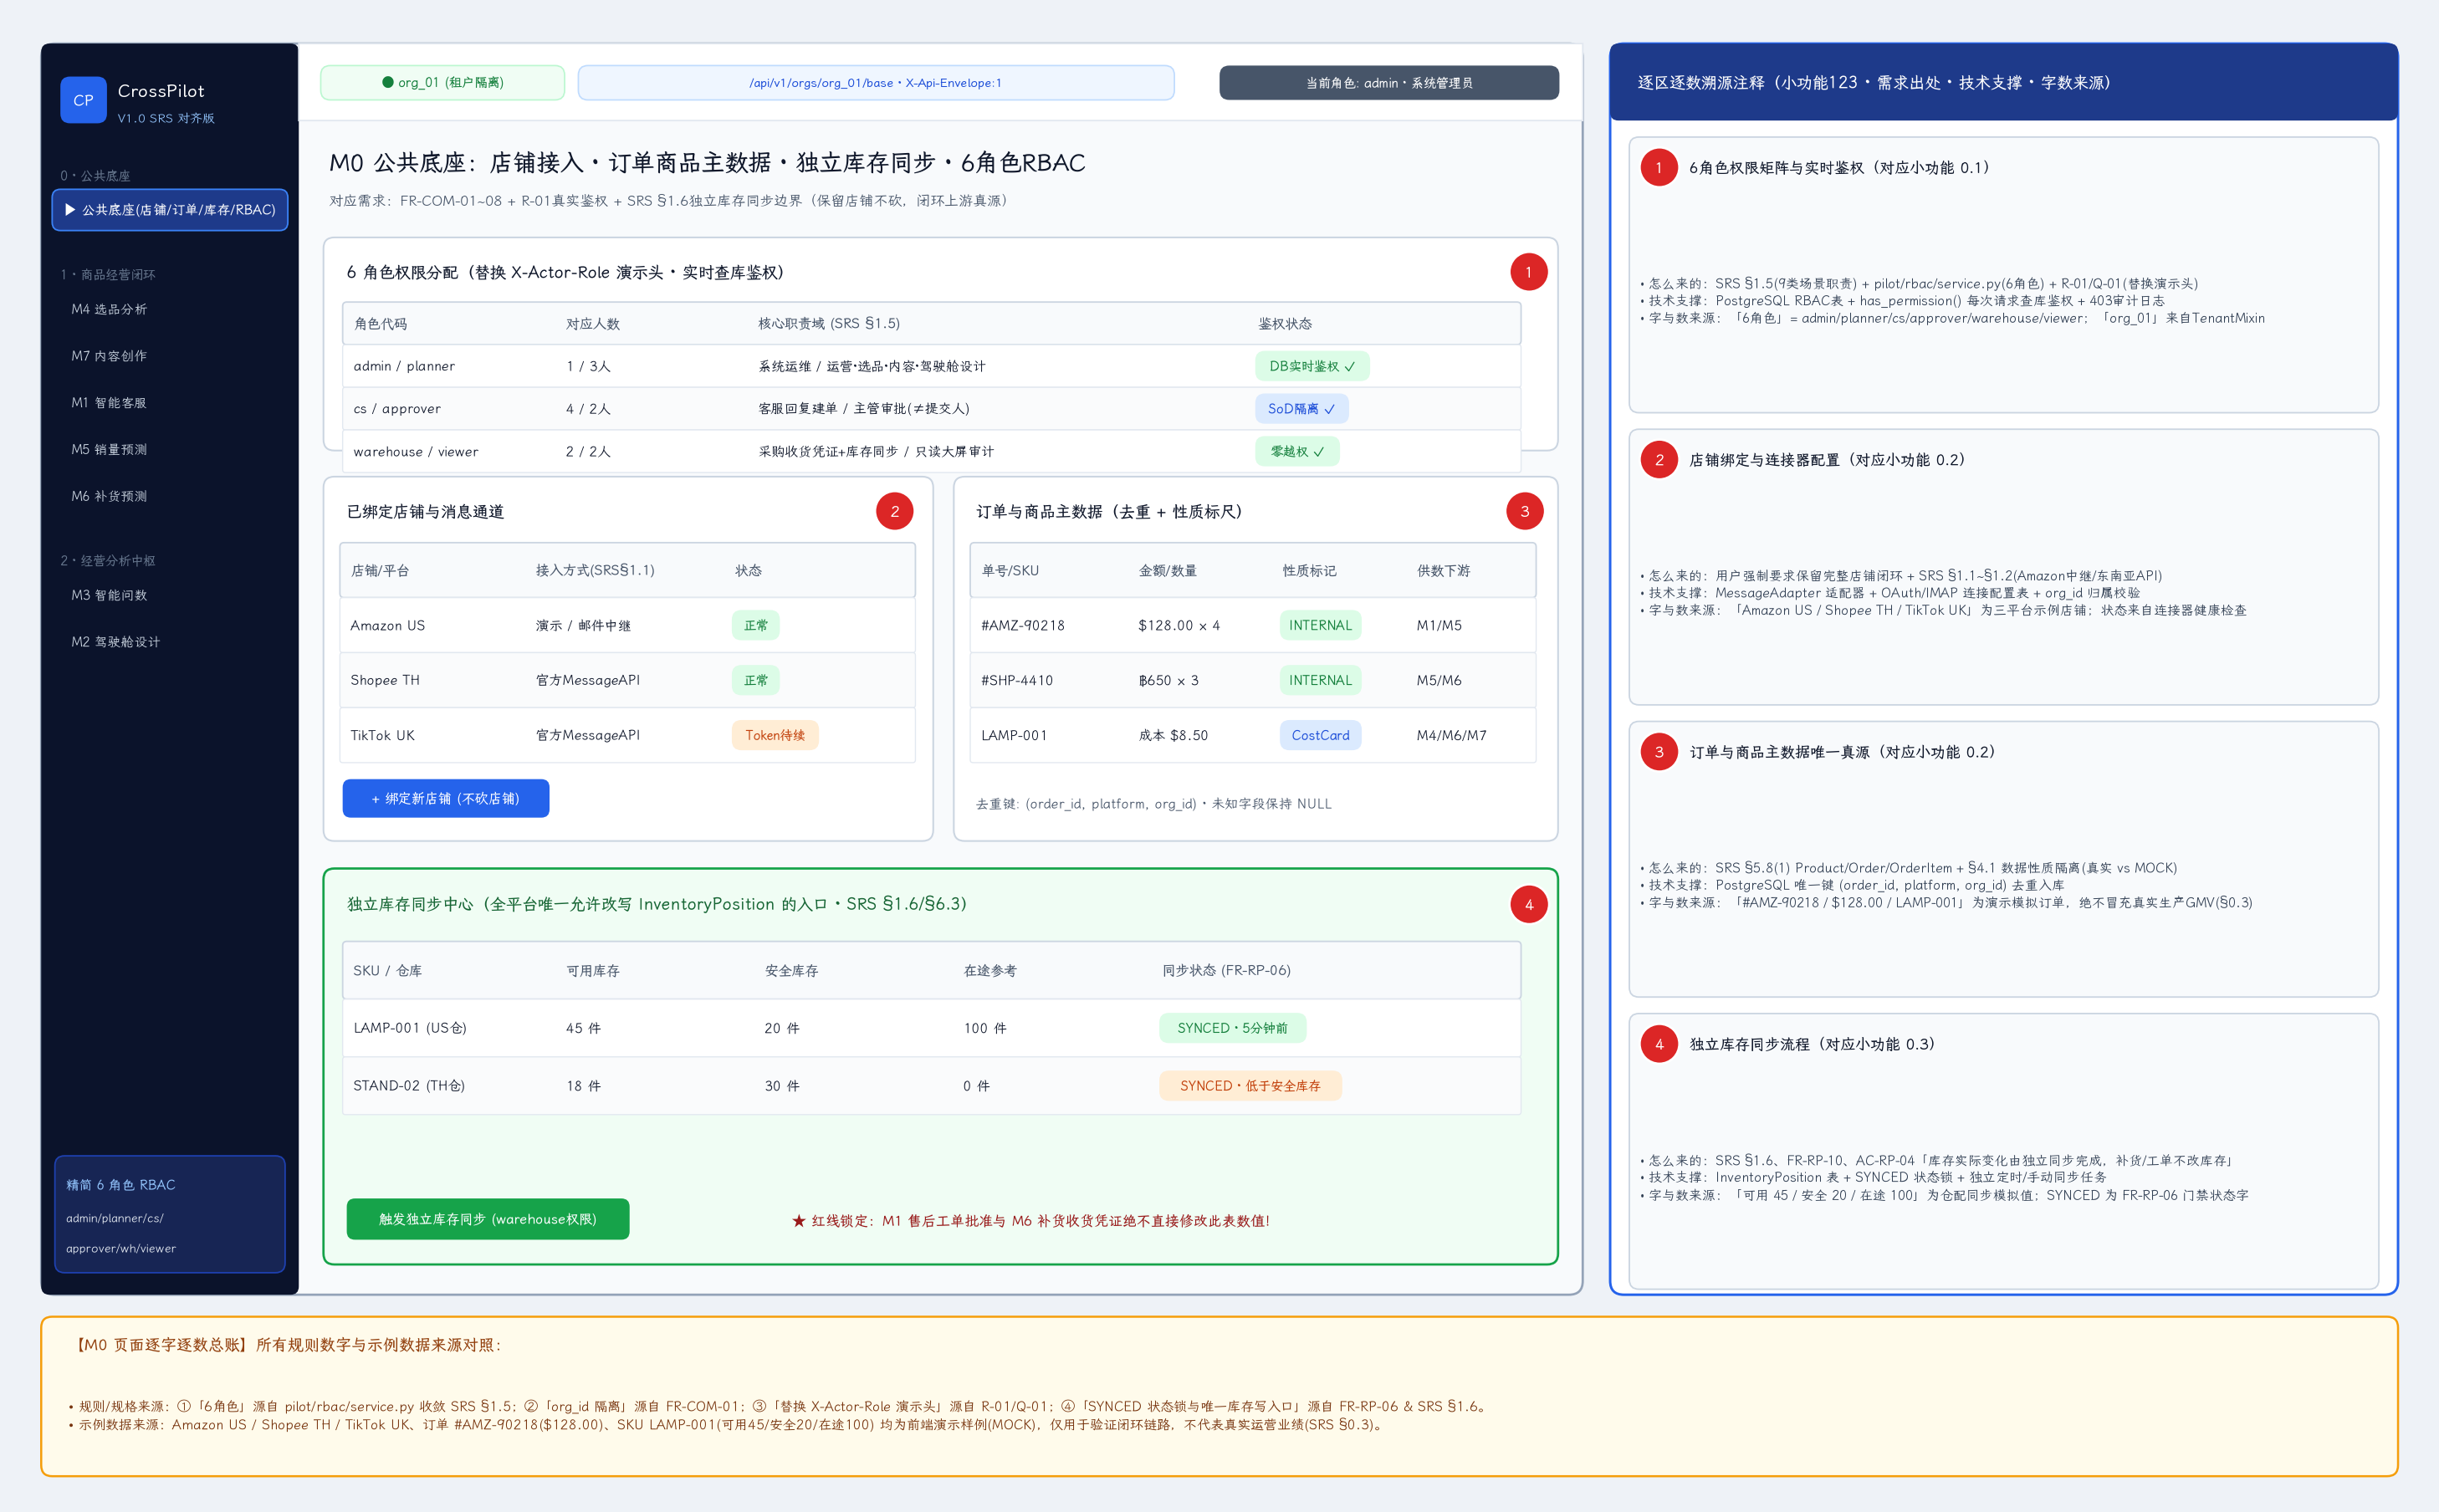 CP
CrossPilot
V1.0 SRS 对齐版
0·公共底座
▶ 公共底座(店铺/订单/库存/RBAC)
1·商品经营闭环
M4 选品分析
M7 内容创作
M1 智能客服
M5 销量预测
M6 补货预测
2·经营分析中枢
M3 智能问数
M2 驾驶舱设计
精简 6 角色 RBAC
admin/planner/cs/
approver/wh/viewer
● org_01 (租户隔离)
/api/v1/orgs/org_01/base · X-Api-Envelope:1
当前角色: admin · 系统管理员
M0 公共底座：店铺接入·订单商品主数据·独立库存同步·6角色RBAC
对应需求：FR-COM-01~08 + R-01真实鉴权 + SRS §1.6独立库存同步边界（保留店铺不砍，闭环上游真源）
6 角色权限分配（替换 X-Actor-Role 演示头·实时查库鉴权）
1
角色代码 对应人数 核心职责域 (SRS §1.5) 鉴权状态
admin / planner 1 / 3人 系统运维 / 运营·选品·内容·驾驶舱设计 DB实时鉴权 ✓
cs / approver 4 / 2人 客服回复建单 / 主管审批(≠提交人) SoD隔离 ✓
warehouse / viewer 2 / 2人 采购收货凭证+库存同步 / 只读大屏审计 零越权 ✓
已绑定店铺与消息通道
2
店铺/平台 接入方式(SRS§1.1) 状态
Amazon US 演示 / 邮件中继 正常
Shopee TH 官方MessageAPI 正常
TikTok UK 官方MessageAPI Token待续
+ 绑定新店铺 (不砍店铺)
订单与商品主数据（去重 + 性质标尺）
3
单号/SKU 金额/数量 性质标记 供数下游
#AMZ-90218 $128.00 × 4 INTERNAL M1/M5
#SHP-4410 ฿650 × 3 INTERNAL M5/M6
LAMP-001 成本 $8.50 CostCard M4/M6/M7
去重键: (order_id, platform, org_id) · 未知字段保持 NULL
独立库存同步中心（全平台唯一允许改写 InventoryPosition 的入口·SRS §1.6/§6.3）
4
SKU / 仓库 可用库存 安全库存 在途参考 同步状态 (FR-RP-06)
LAMP-001 (US仓) 45 件 20 件 100 件 SYNCED·5分钟前
STAND-02 (TH仓) 18 件 30 件 0 件 SYNCED·低于安全库存
触发独立库存同步 (warehouse权限)
★ 红线锁定：M1 售后工单批准与 M6 补货收货凭证绝不直接修改此表数值!
逐区逐数溯源注释（小功能123·需求出处·技术支撑·字数来源）
1 6角色权限矩阵与实时鉴权（对应小功能 0.1）
• 怎么来的：SRS §1.5(9类场景职责) + pilot/rbac/service.py(6角色) + R-01/Q-01(替换演示头)
• 技术支撑：PostgreSQL RBAC表 + has_permission() 每次请求查库鉴权 + 403审计日志
• 字与数来源：「6角色」= admin/planner/cs/approver/warehouse/viewer；「org_01」来自TenantMixin
2 店铺绑定与连接器配置（对应小功能 0.2）
• 怎么来的：用户强制要求保留完整店铺闭环 + SRS §1.1~§1.2(Amazon中继/东南亚API)
• 技术支撑：MessageAdapter 适配器 + OAuth/IMAP 连接配置表 + org_id 归属校验
• 字与数来源：「Amazon US / Shopee TH / TikTok UK」为三平台示例店铺；状态来自连接器健康检查
3 订单与商品主数据唯一真源（对应小功能 0.2）
• 怎么来的：SRS §5.8(1) Product/Order/OrderItem + §4.1 数据性质隔离(真实 vs MOCK)
• 技术支撑：PostgreSQL 唯一键 (order_id, platform, org_id) 去重入库
• 字与数来源：「#AMZ-90218 / $128.00 / LAMP-001」为演示模拟订单，绝不冒充真实生产GMV(§0.3)
4 独立库存同步流程（对应小功能 0.3）
• 怎么来的：SRS §1.6、FR-RP-10、AC-RP-04「库存实际变化由独立同步完成，补货/工单不改库存」
• 技术支撑：InventoryPosition 表 + SYNCED 状态锁 + 独立定时/手动同步任务
• 字与数来源：「可用 45 / 安全 20 / 在途 100」为仓配同步模拟值；SYNCED 为 FR-RP-06 门禁状态字
【M0 页面逐字逐数总账】所有规则数字与示例数据来源对照：
• 规则/规格来源：①「6角色」源自 pilot/rbac/service.py 收敛 SRS §1.5；②「org_id 隔离」源自 FR-COM-01；③「替换 X-Actor-Role 演示头」源自 R-01/Q-01；④「SYNCED 状态锁与唯一库存写入口」源自 FR-RP-06 & SRS §1.6。
• 示例数据来源：Amazon US / Shopee TH / TikTok UK、订单 #AMZ-90218($128.00)、SKU LAMP-001(可用45/安全20/在途100) 均为前端演示样例(MOCK)，仅用于验证闭环链路，不代表真实运营业绩(SRS §0.3)。